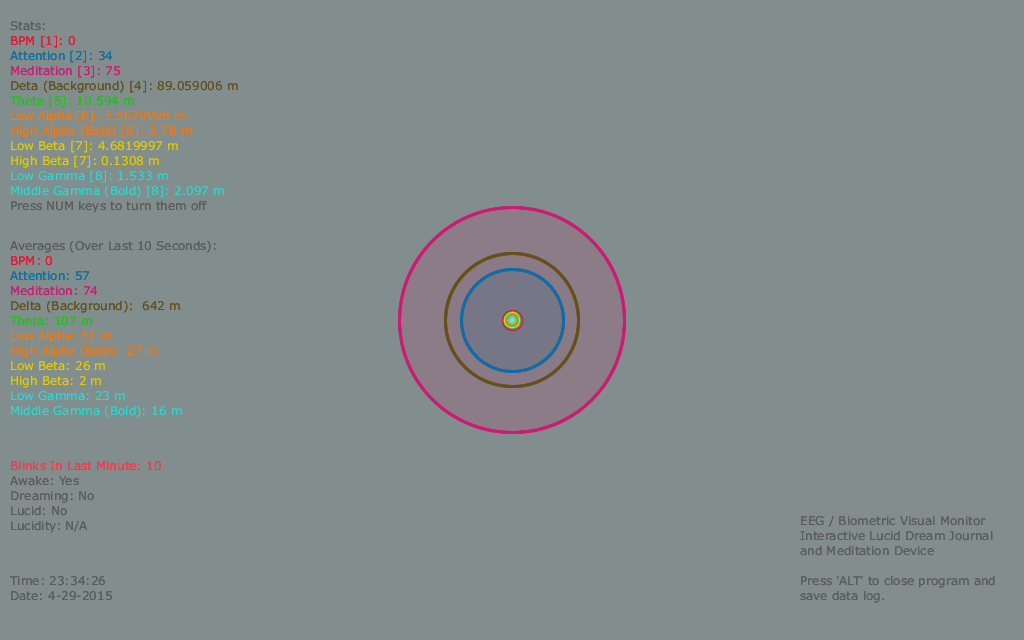 Stats:
BPM [1]: 0
Attention [2]: 34
Meditation [3]: 75
Deta (Background) [4]: 89.059006 m
Theta [5]: 10.594 m
Low Alpha [6]: 3.5579998 m
High Alpha (Bold) [6]: 2.78 m
Low Beta [7]: 4.6819997 m
High Beta [7]: 0.1308 m
Low Gamma [8]: 1.533 m
Middle Gamma (Bold) [8]: 2.097 m
Press NUM keys to turn them off
Averages (Over Last 10 Seconds):
BPM: 0
Attention: 57
Meditation: 74
Delta (Background): 642 m
Theta: 107 m
Low Alpha: 51 m
High Alpha (Bold): 27 m
Low Beta: 26 m
High Beta: 2 m
Low Gamma: 23 m
Middle Gamma (Bold): 16 m
Blinks In Last Minute: 10
Awake: Yes
Dreaming: No
Lucid: No
Lucidity: N/A
Time: 23:34:26
Date: 4-29-2015
EEG / Biometric Visual Monitor
Interactive Lucid Dream Journal
and Meditation Device
Press 'ALT' to close program and
save data log.